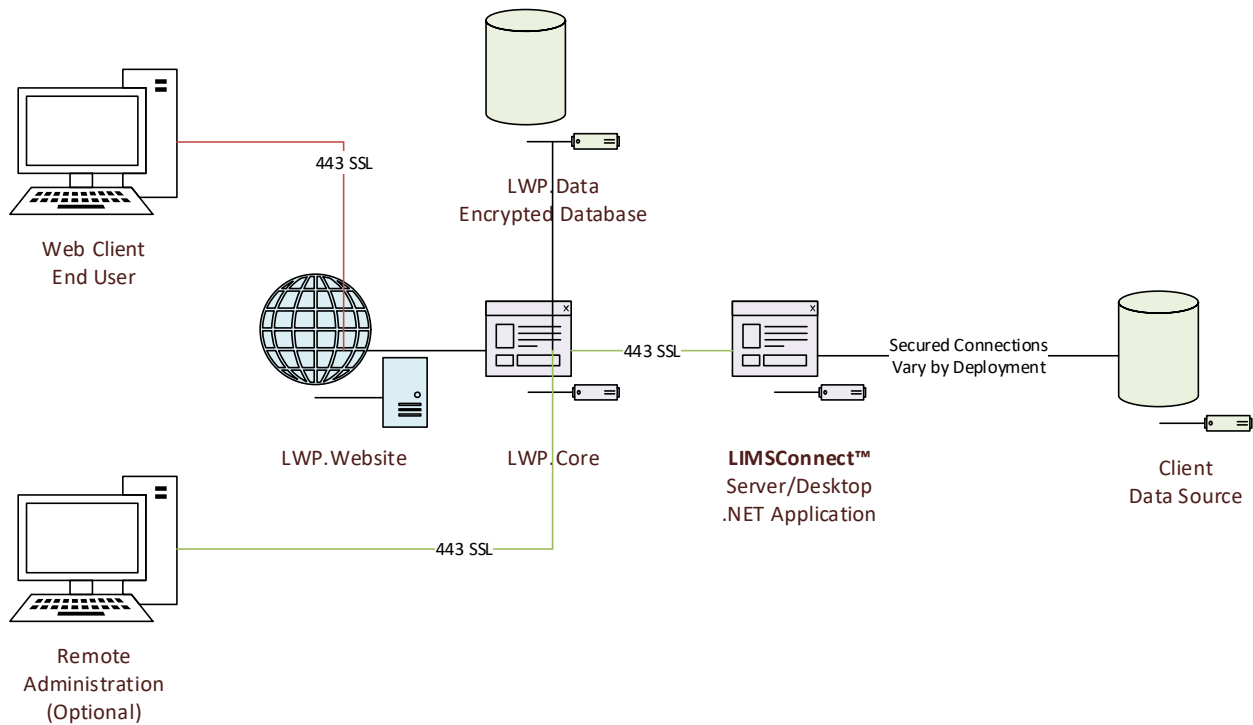 443 SSL
Web Client
End User
LWP.Data
Encrypted Database
443 SSL
Secured Connections
Vary by Deployment
LWP.Website
LWP.Core
LIMSConnect™
Server/Desktop
.NET Application
Client
Data Source
443 SSL
Remote
Administration
(Optional)